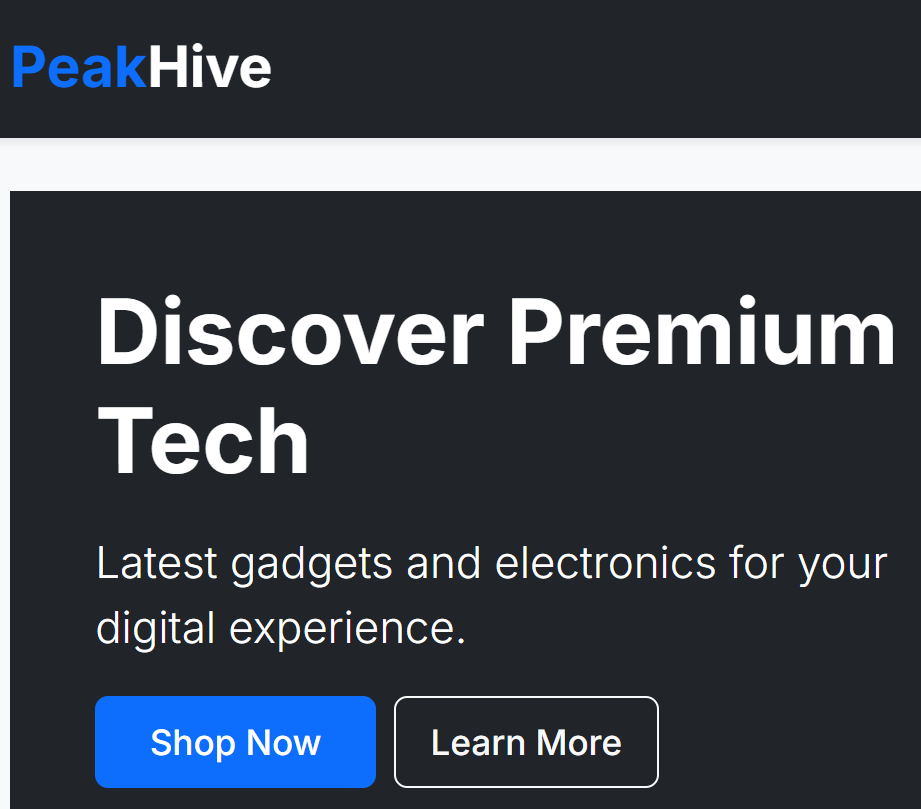 PeakHive
Discover Premium
Tech
Latest gadgets and electronics for your
digital experience.
Shop Now
Learn More